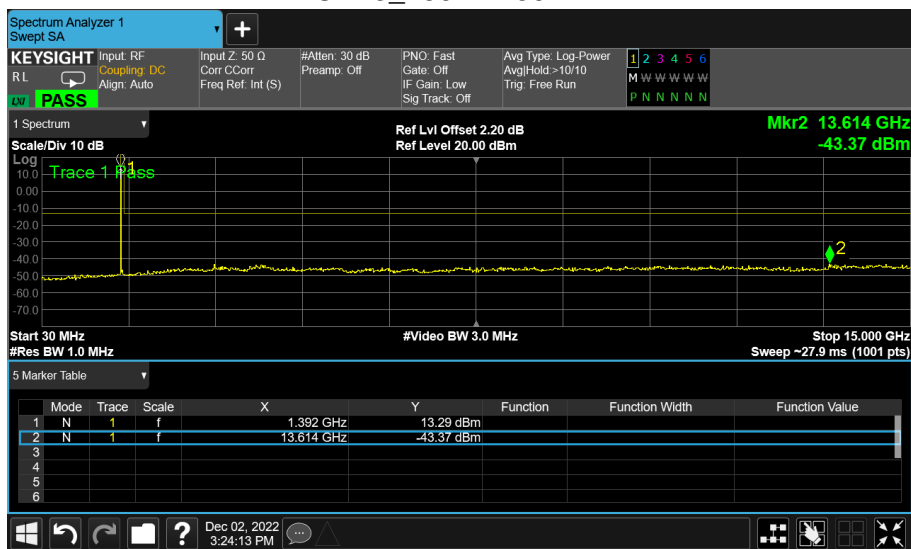 Spectrum Analyzer 1
Swept SA
+
KEYSIGHT Input: RF Input Z: 50 Ω #Atten: 30 dB PNO: Fast Avg Type: Log-Power 1 2 3 4 5 6
RL Coupling: DC Corr CCorr Preamp: Off Gate: Off Avg|Hold:>10/10 M W W W W W
Align: Auto Freq Ref: Int (S) IF Gain: Low Trig: Free Run
LXI PASS Sig Track: Off P N N N N N
1 Spectrum Ref Lvl Offset 2.20 dB Mkr2 13.614 GHz
Scale/Div 10 dB Ref Level 20.00 dBm -43.37 dBm
Log
10.0 Trace 1 Pass 1
0.00
-10.0
-20.0
-30.0
-40.0 2
-50.0
-60.0
-70.0
Start 30 MHz #Video BW 3.0 MHz Stop 15.000 GHz
#Res BW 1.0 MHz Sweep ~27.9 ms (1001 pts)
5 Marker Table
Mode Trace Scale X Y Function Function Width Function Value
1 N 1 f 1.392 GHz 13.29 dBm
2 N 1 f 13.614 GHz -43.37 dBm
3
4
5
6
? Dec 02, 2022
3:24:13 PM